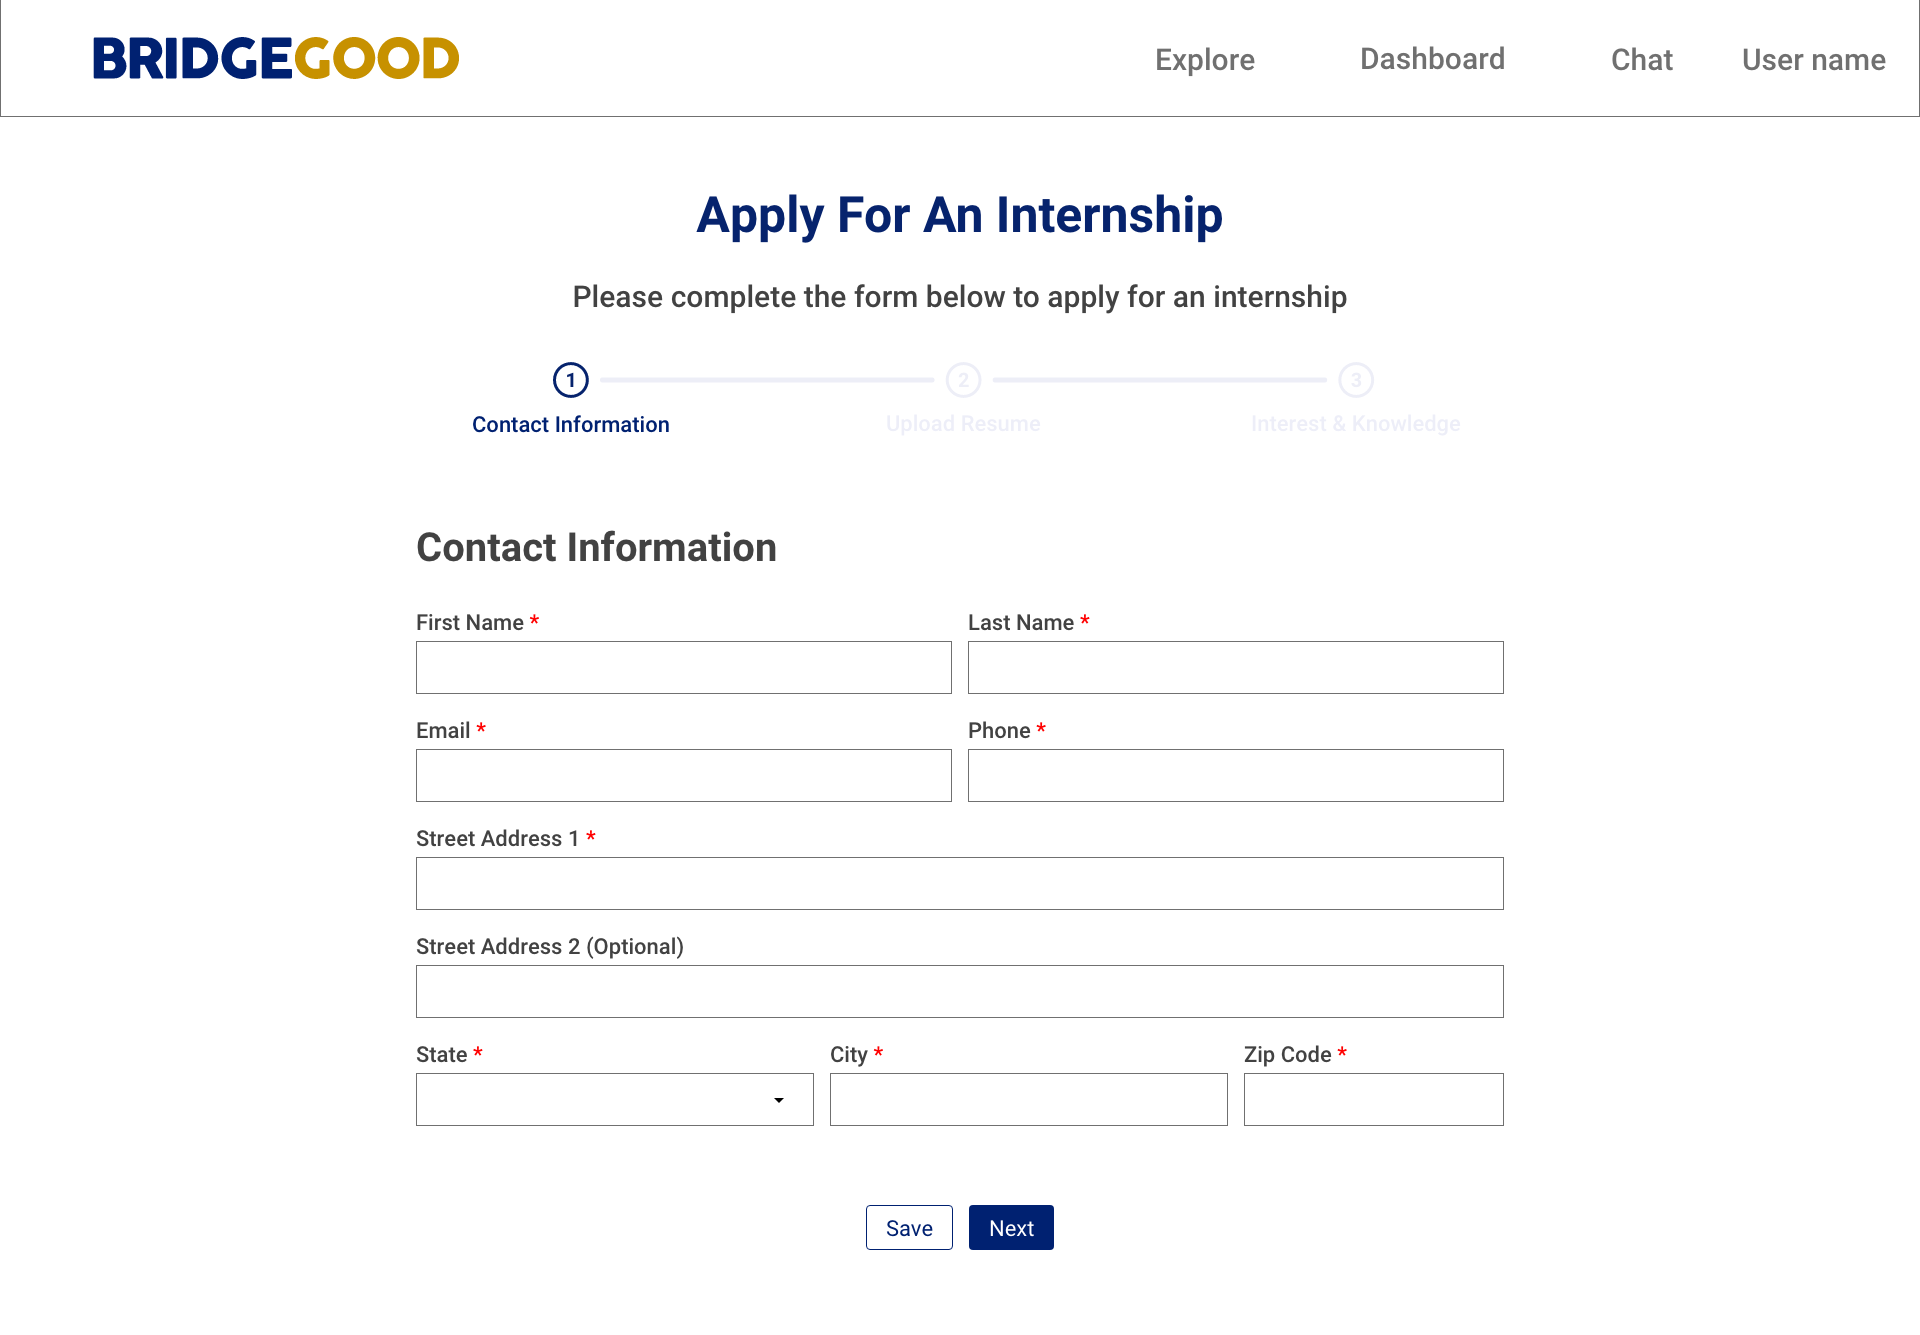 BRIDGEGOOD Explore Dashboard Chat User name
Apply For An Internship
Please complete the form below to apply for an internship
1 2 3
Contact Information Upload Resume Interest & Knowledge
Contact Information
First Name * Last Name *
Email * Phone *
Street Address 1 *
Street Address 2 (Optional)
State * City * Zip Code *
Save Next